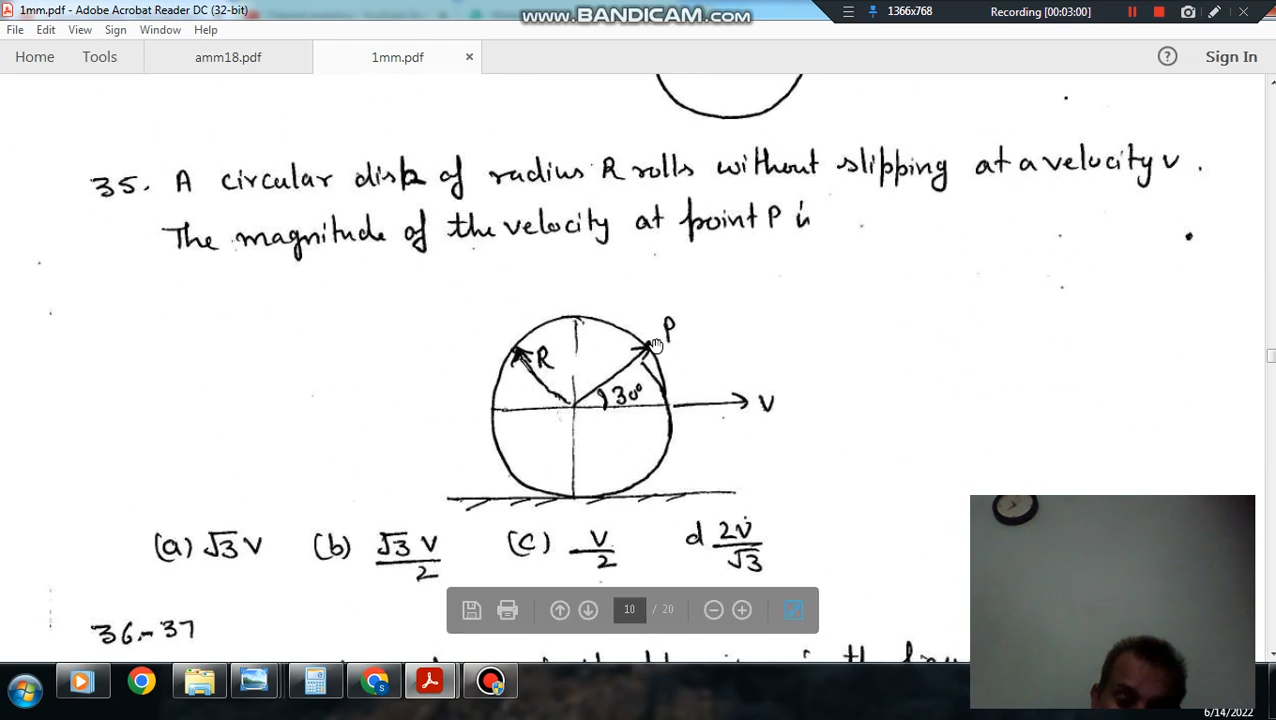 1mm.pdf - Adobe Acrobat Reader DC (32-bit)
www.BANDICAM.com
1366x768
Recording [00:03:00]
File Edit View Sign Window Help
Home Tools amm18.pdf 1mm.pdf × Sign In
35. A circular disk of radius R rolls without slipping at a velocity v.
The magnitude of the velocity at point P is
P
R
30°
V
(a) √3 V (b) √3 V/2 (c) V/2 d 2V/√3
10 / 20
36-37
6/14/2022